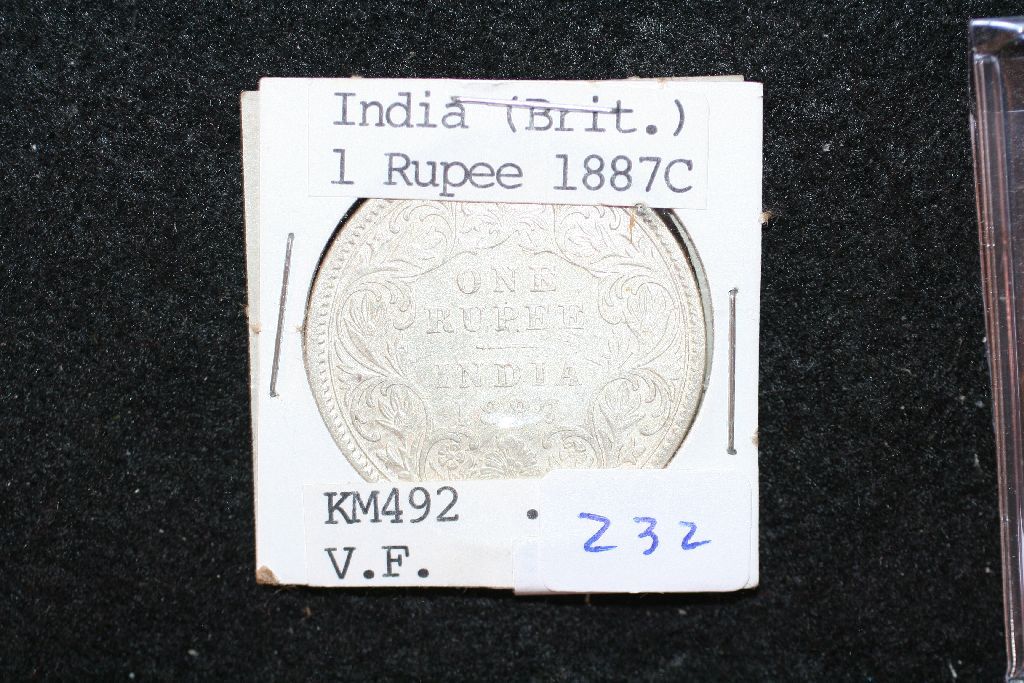 India (Brit.)
1 Rupee 1887C
ONE
RUPEE
INDIA
KM492 .
V.F.
232